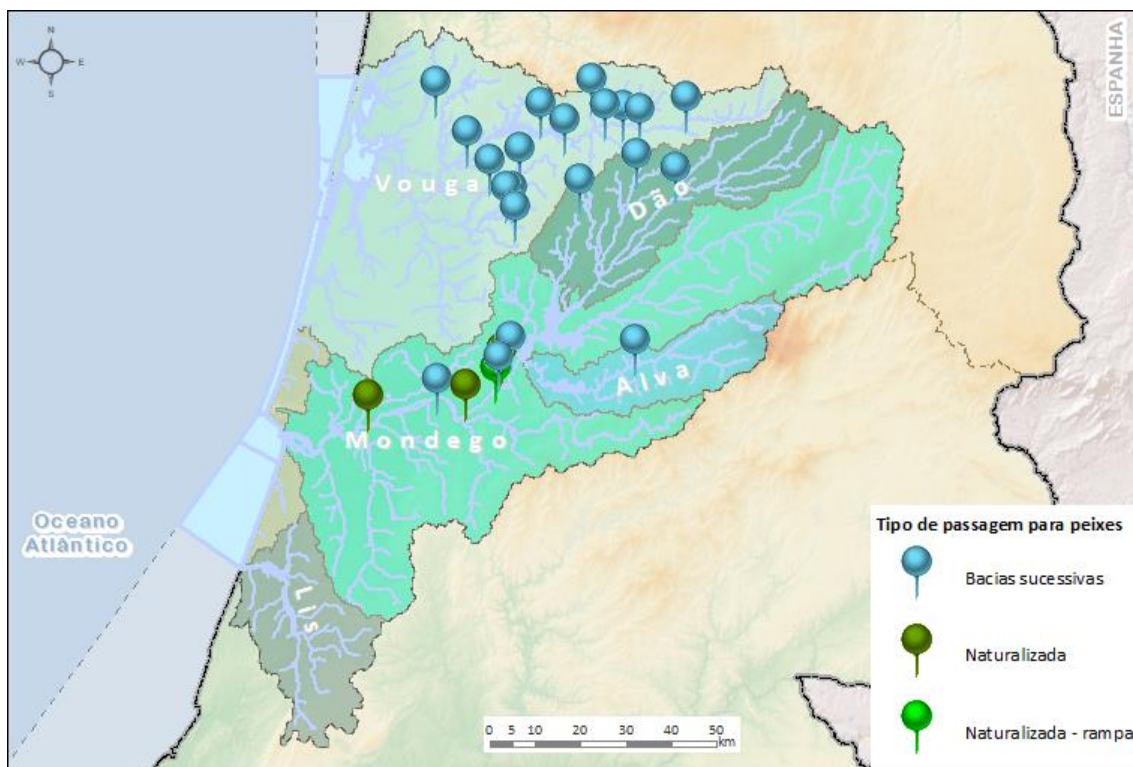 N
W E
S
ESPANHA
Vouga
Dão
Alva
Mondego
Oceano
Atlântico
Lis
Tipo de passagem para peixes
Bacias sucessivas
Naturalizada
Naturalizada - rampa
0 5 10 20 30 40 50
km